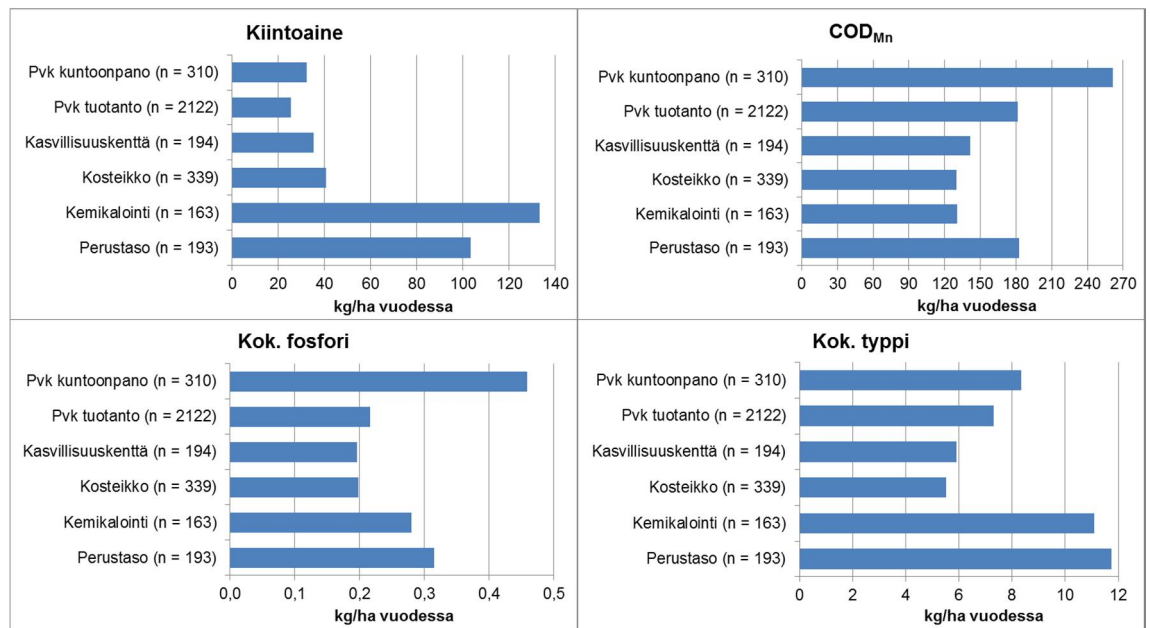 Kiintoaine
Pvk kuntoonpano (n = 310)
Pvk tuotanto (n = 2122)
Kasvillisuuskenttä (n = 194)
Kosteikko (n = 339)
Kemikalointi (n = 163)
Perustaso (n = 193)
0 20 40 60 80 100 120 140
kg/ha vuodessa
CODMn
Pvk kuntoonpano (n = 310)
Pvk tuotanto (n = 2122)
Kasvillisuuskenttä (n = 194)
Kosteikko (n = 339)
Kemikalointi (n = 163)
Perustaso (n = 193)
0 30 60 90 120 150 180 210 240 270
kg/ha vuodessa
Kok. fosfori
Pvk kuntoonpano (n = 310)
Pvk tuotanto (n = 2122)
Kasvillisuuskenttä (n = 194)
Kosteikko (n = 339)
Kemikalointi (n = 163)
Perustaso (n = 193)
0,0 0,1 0,2 0,3 0,4 0,5
kg/ha vuodessa
Kok. typpi
Pvk kuntoonpano (n = 310)
Pvk tuotanto (n = 2122)
Kasvillisuuskenttä (n = 194)
Kosteikko (n = 339)
Kemikalointi (n = 163)
Perustaso (n = 193)
0 2 4 6 8 10 12
kg/ha vuodessa